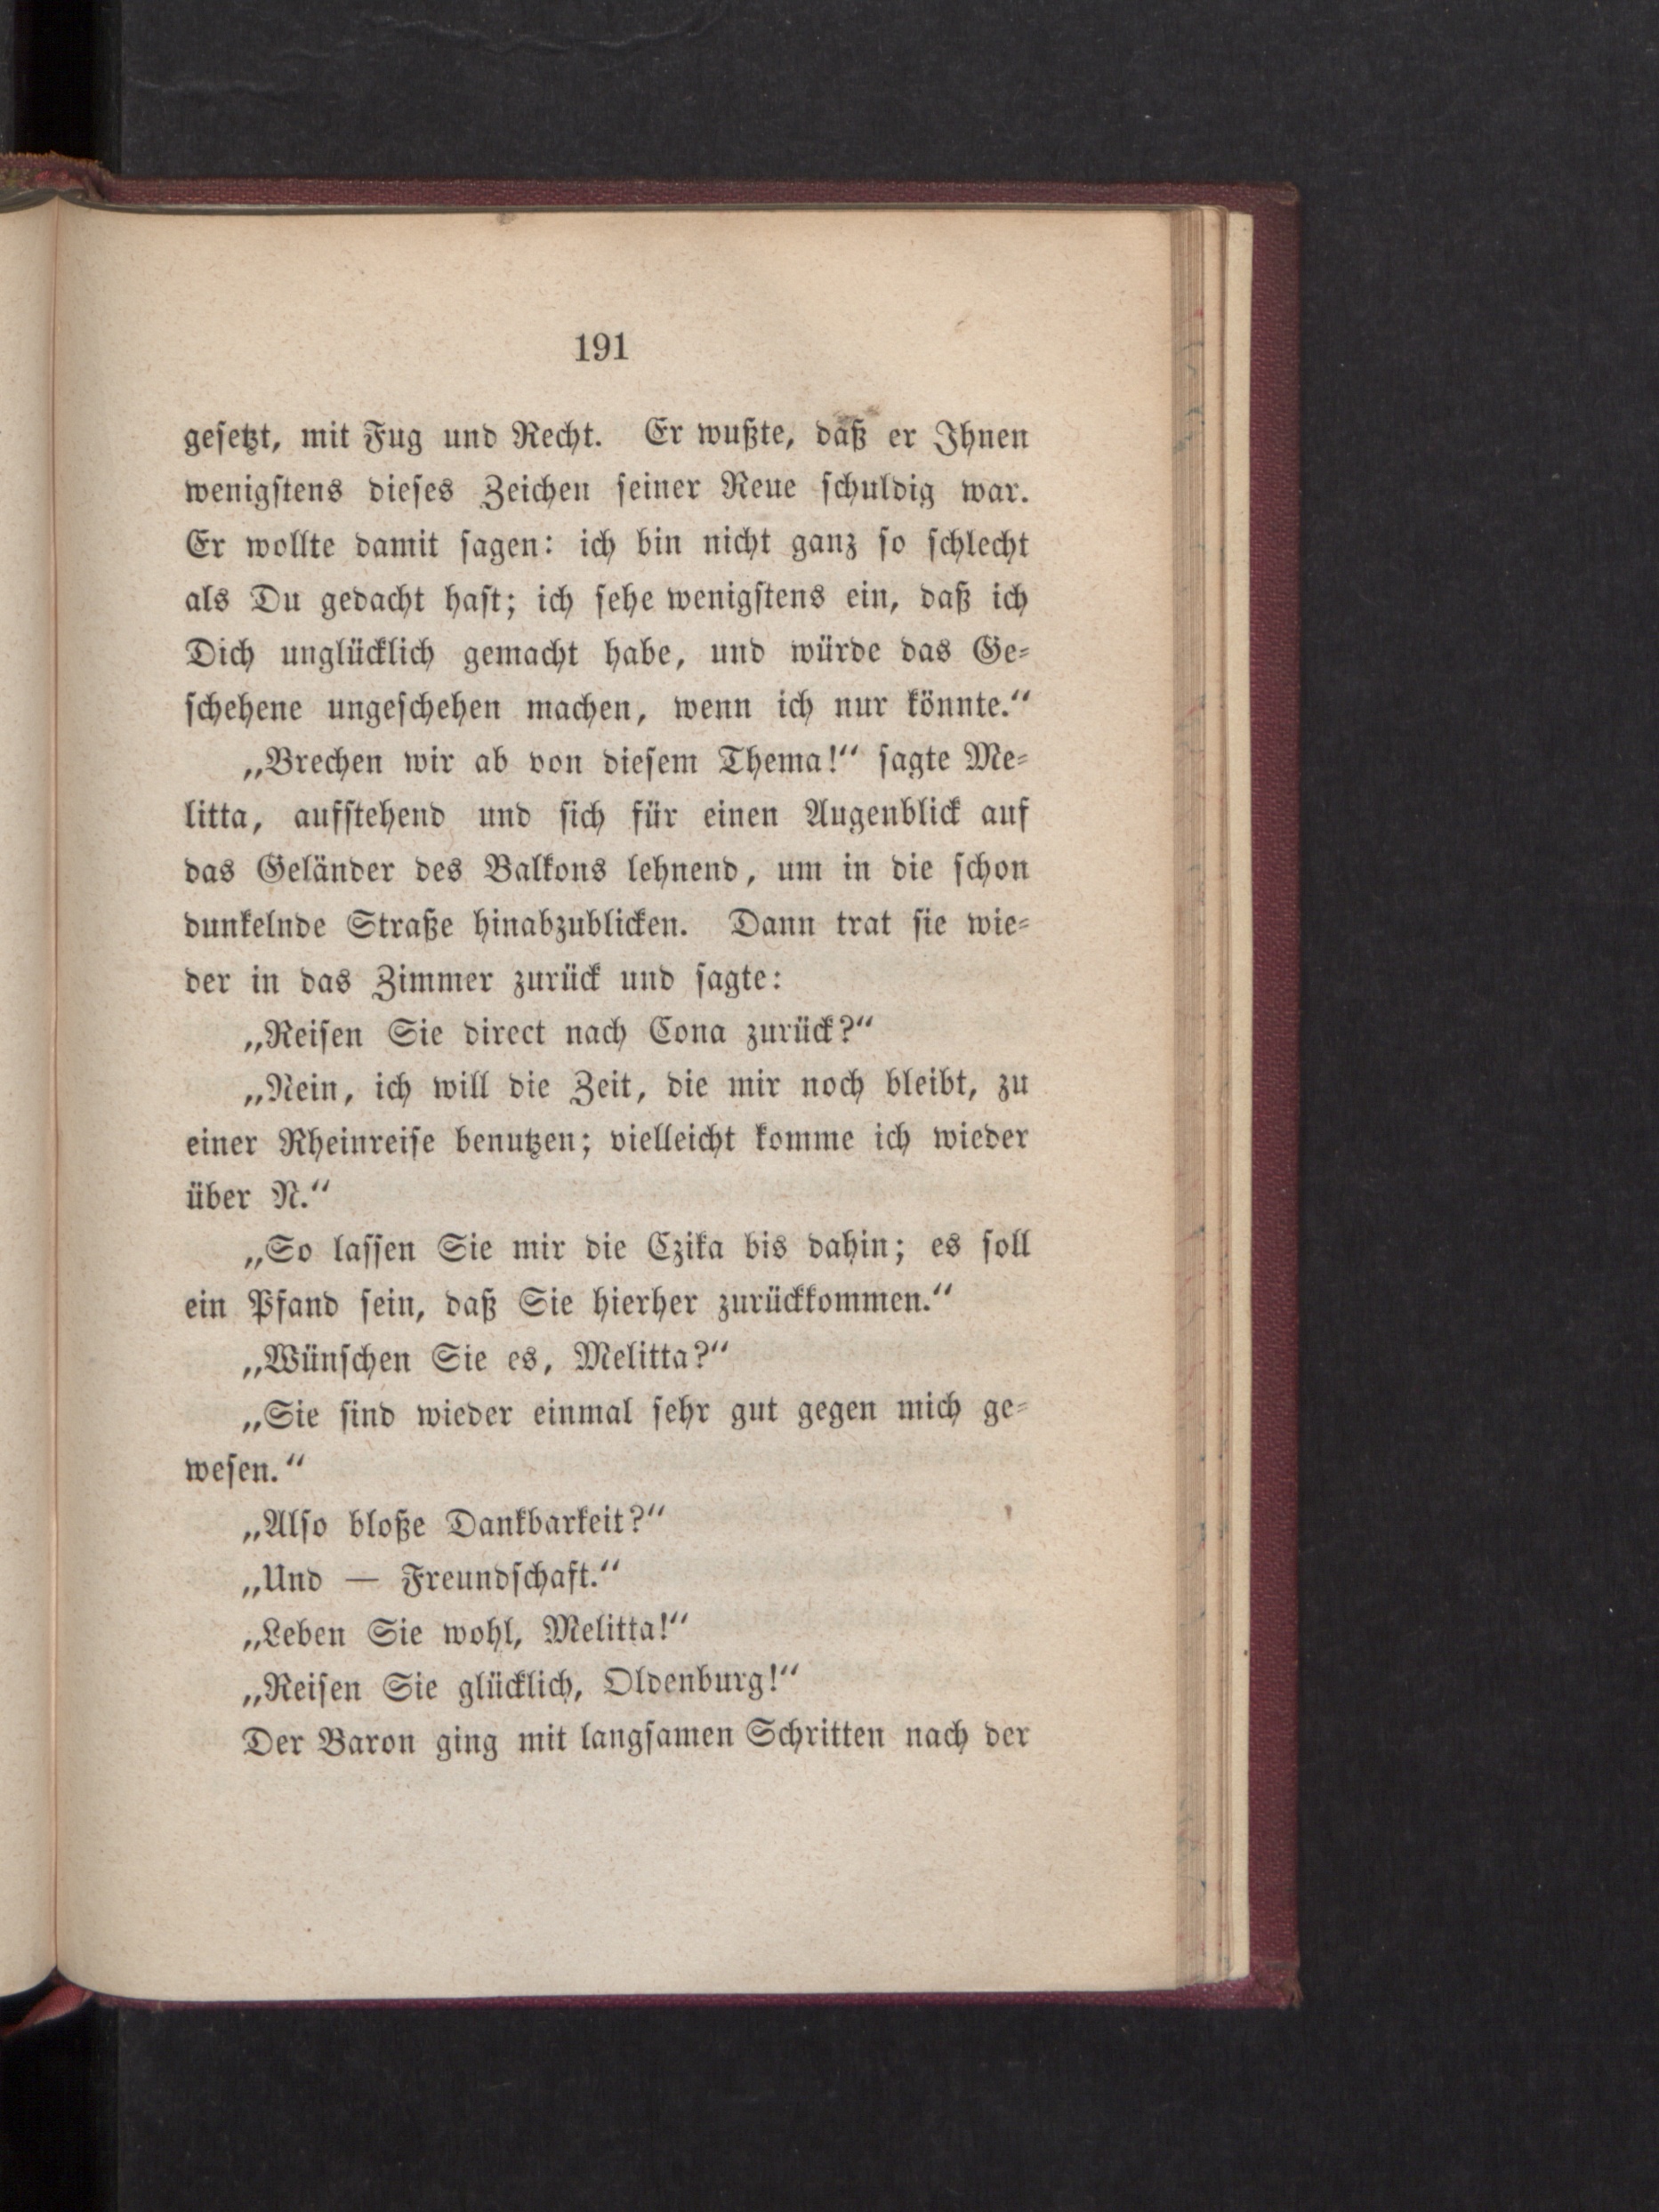 191
gesetzt, mit Fug und Recht. Er wußte, daß er Ihnen
wenigstens dieses Zeichen seiner Reue schuldig war.
Er wollte damit sagen: ich bin nicht ganz so schlecht
als Du gedacht hast; ich sehe wenigstens ein, daß ich
Dich unglücklich gemacht habe, und würde das Ge-
schehene ungeschehen machen, wenn ich nur könnte.“
„Brechen wir ab von diesem Thema!“ sagte Me-
litta, aufstehend und sich für einen Augenblick auf
das Geländer des Balkons lehnend, um in die schon
dunkelnde Straße hinabzublicken. Dann trat sie wie-
der in das Zimmer zurück und sagte:
„Reisen Sie direct nach Cona zurück?“
„Nein, ich will die Zeit, die mir noch bleibt, zu
einer Rheinreise benutzen; vielleicht komme ich wieder
über N.“
„So lassen Sie mir die Czika bis dahin; es soll
ein Pfand sein, daß Sie hierher zurückkommen.“
„Wünschen Sie es, Melitta?“
„Sie sind wieder einmal sehr gut gegen mich ge-
wesen.“
„Also bloße Dankbarkeit?“
„Und — Freundschaft.“
„Leben Sie wohl, Melitta!“
„Reisen Sie glücklich, Oldenburg!“
Der Baron ging mit langsamen Schritten nach der